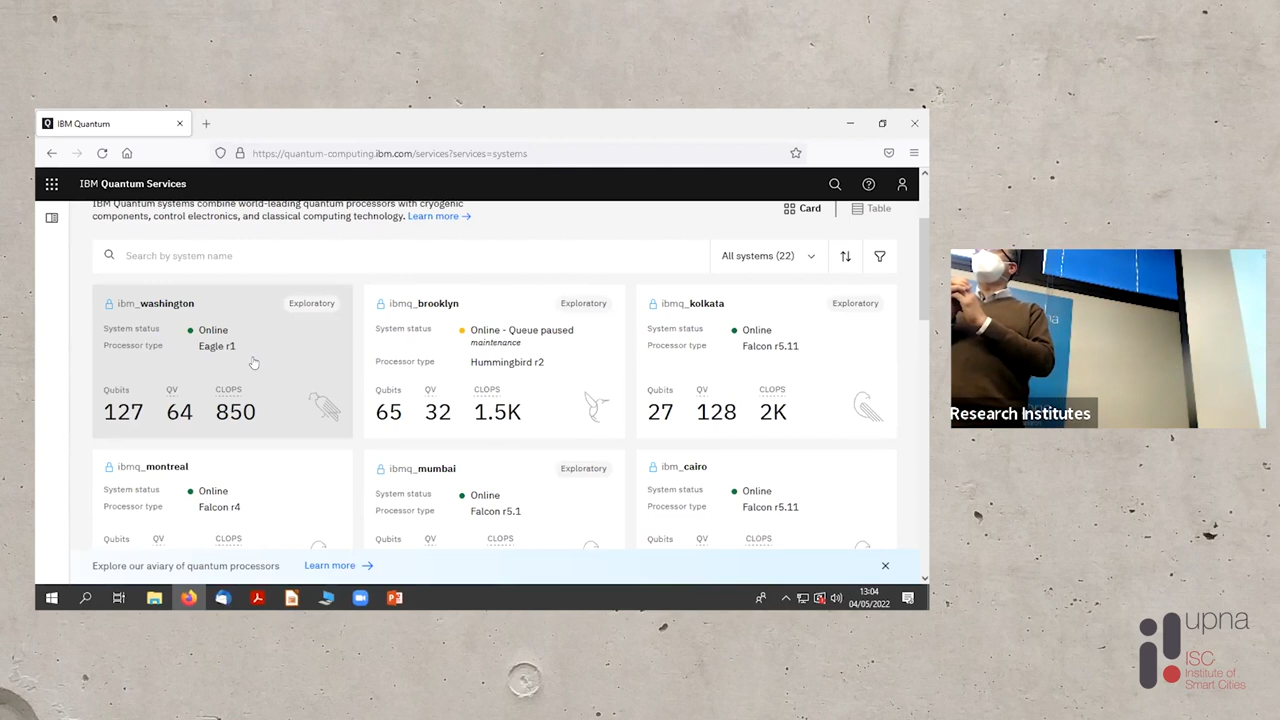 IBM Quantum
https://quantum-computing.ibm.com/services?services=systems
IBM Quantum Services
IBM Quantum systems combine world-leading quantum processors with cryogenic
components, control electronics, and classical computing technology. Learn more →
Card
Table
Search by system name
All systems (22)
ibm_washington
Exploratory
System status
Online
Processor type
Eagle r1
Qubits
QV
CLOPS
127
64
850
ibmq_brooklyn
Exploratory
System status
Online - Queue paused
maintenance
Processor type
Hummingbird r2
Qubits
QV
CLOPS
65
32
1.5K
ibmq_kolkata
Exploratory
System status
Online
Processor type
Falcon r5.11
Qubits
QV
CLOPS
27
128
2K
ibmq_montreal
System status
Online
Processor type
Falcon r4
Qubits
QV
CLOPS
ibmq_mumbai
Exploratory
System status
Online
Processor type
Falcon r5.1
Qubits
QV
CLOPS
ibm_cairo
System status
Online
Processor type
Falcon r5.11
Qubits
QV
CLOPS
Explore our aviary of quantum processors
Learn more →
13:04
04/05/2022
Research Institutes
upna
ISC
Institute of
Smart Cities